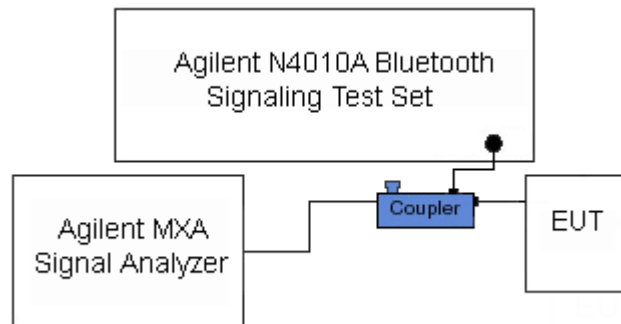 Agilent N4010A Bluetooth
Signaling Test Set
Agilent MXA
Signal Analyzer
Coupler
EUT